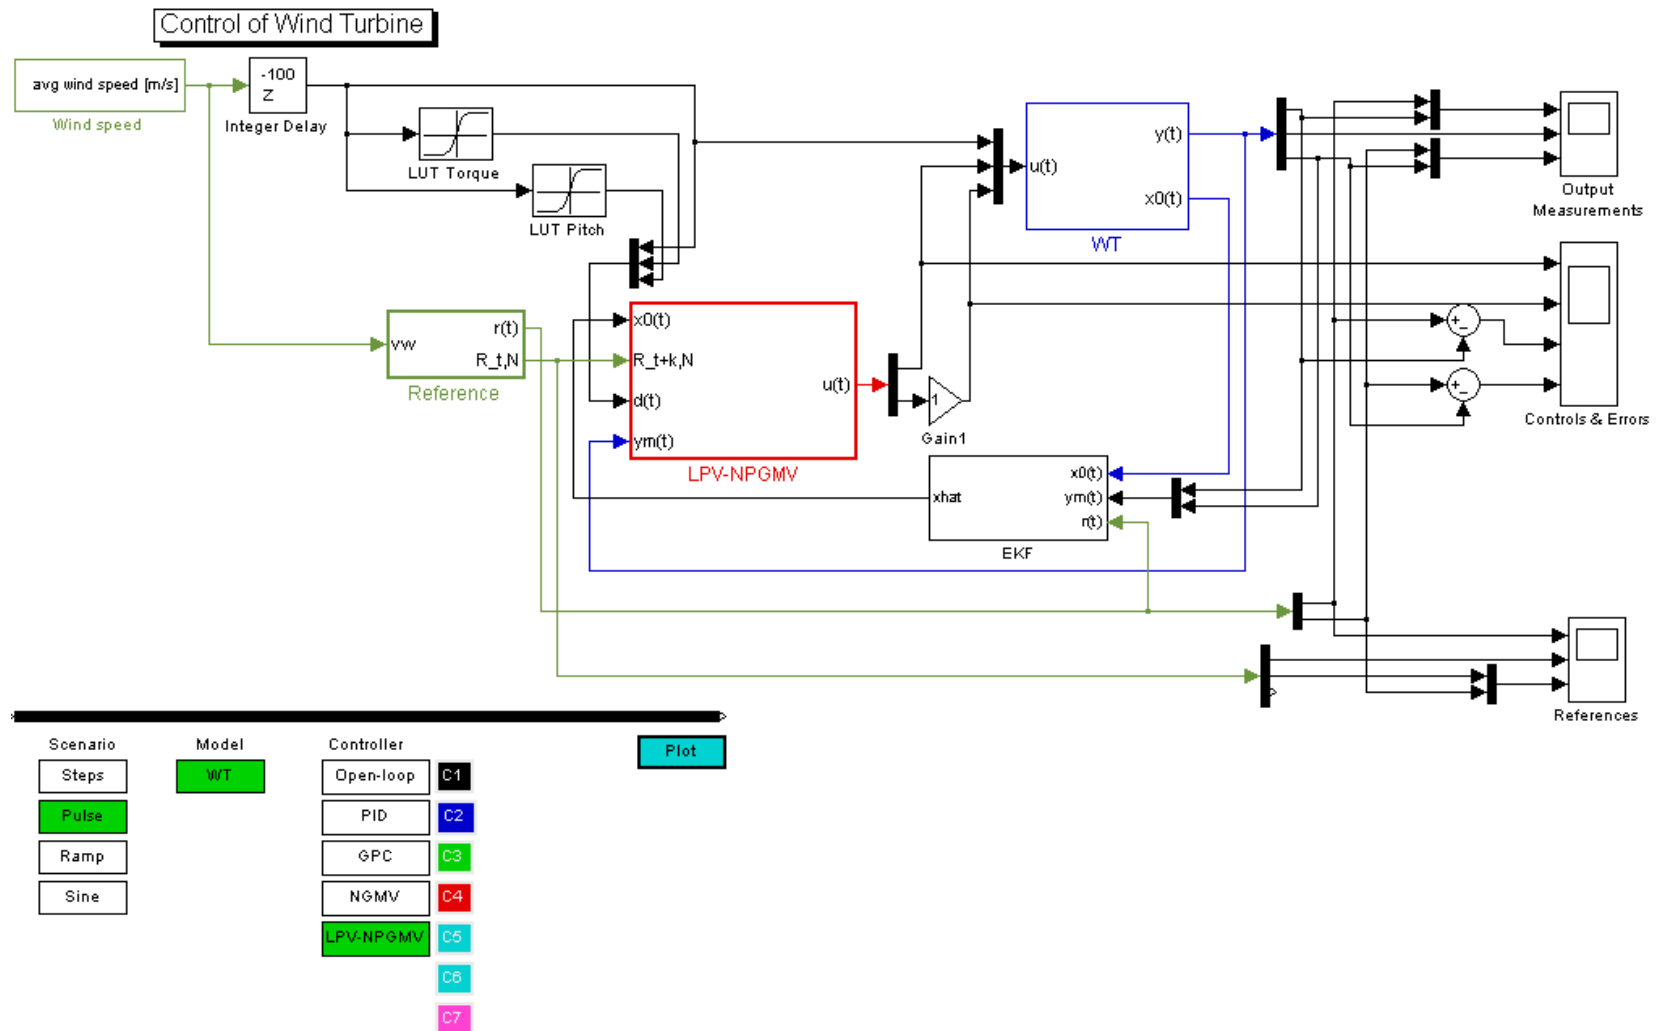 Control of Wind Turbine
avg wind speed [m/s]
Wind speed
-100
Z
Integer Delay
LUT Torque
LUT Pitch
u(t)
y(t)
x0(t)
WT
Output
Measurements
vw
r(t)
R_t,N
Reference
x0(t)
R_t+k,N
d(t)
ym(t)
u(t)
LPV-NPGMV
1
Gain1
+
-
+
-
Controls & Errors
xhat
x0(t)
ym(t)
r(t)
EKF
References
Scenario
Model
Controller
Plot
Steps
WT
Open-loop
C1
Pulse
PID
C2
Ramp
GPC
C3
Sine
NGMV
C4
LPV-NPGMV
C5
C6
C7